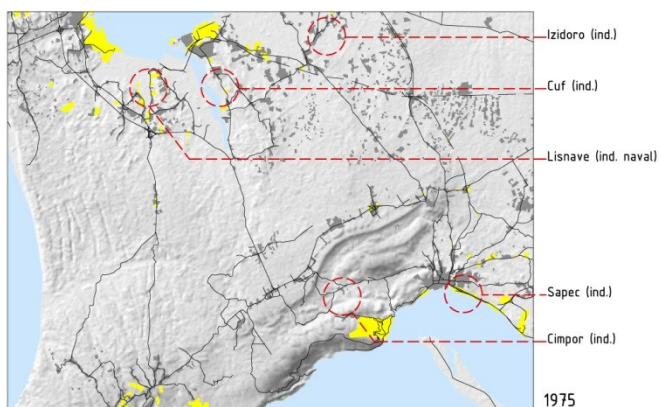 Izidoro (ind.)
Cuf (ind.)
Lisnave (ind. naval)
Sapec (ind.)
Cimpor (ind.)
1975